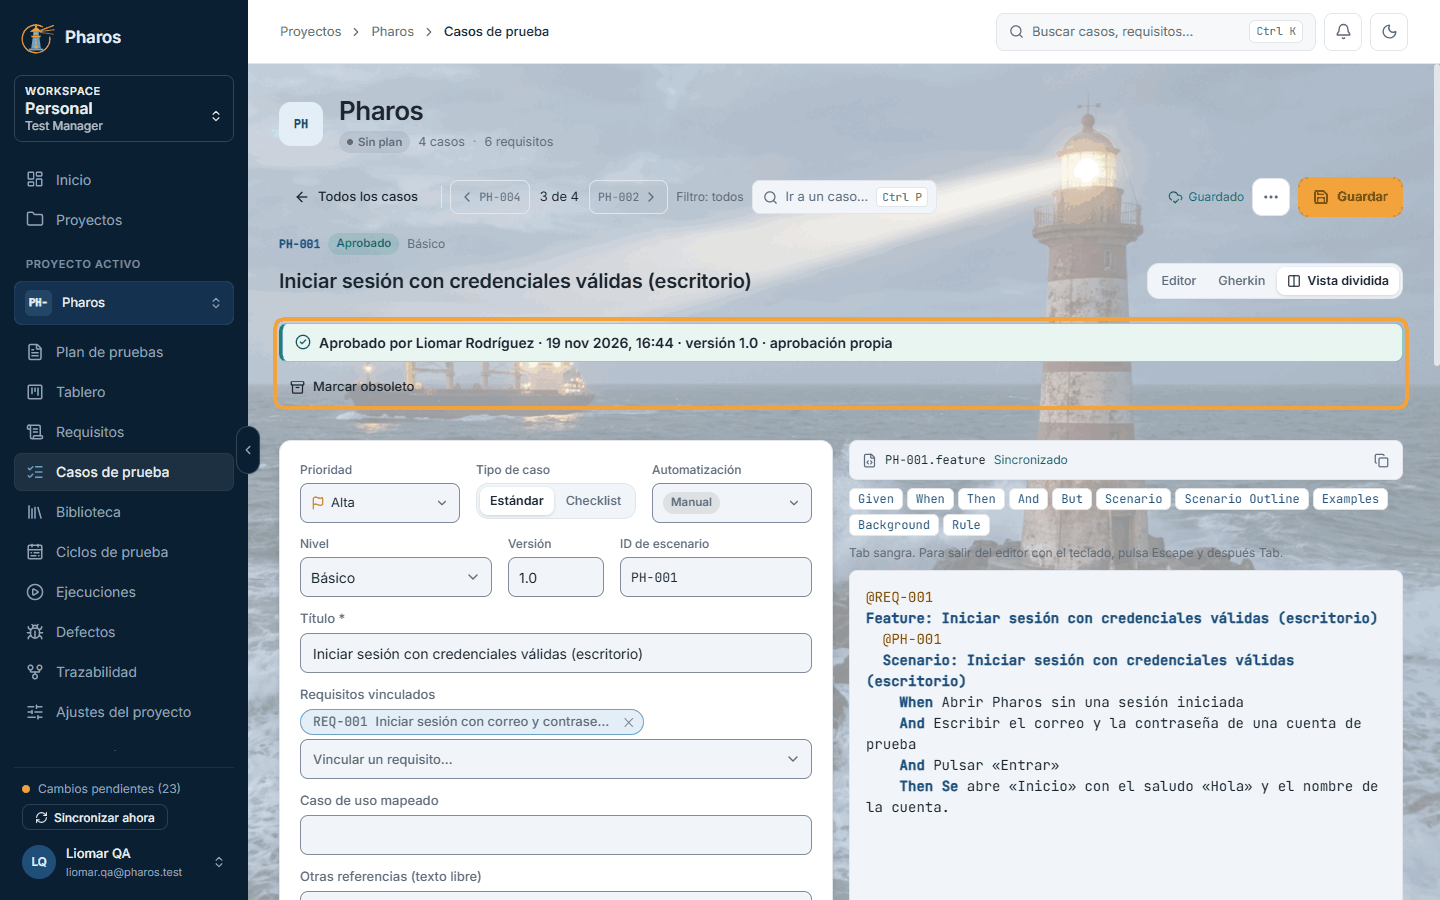 Pharos
WORKSPACE
Personal
Test Manager
Inicio
Proyectos
PROYECTO ACTIVO
PH- Pharos
Plan de pruebas
Tablero
Requisitos
Casos de prueba
Biblioteca
Ciclos de prueba
Ejecuciones
Defectos
Trazabilidad
Ajustes del proyecto
Cambios pendientes (23)
Sincronizar ahora
LQ Liomar QA
liomar.qa@pharos.test
Proyectos > Pharos > Casos de prueba
Buscar casos, requisitos... Ctrl K
PH Pharos
Sin plan 4 casos · 6 requisitos
Todos los casos PH-004 3 de 4 PH-002 Filtro: todos Ir a un caso... Ctrl P Guardado Guardar
PH-001 Aprobado Básico
Iniciar sesión con credenciales válidas (escritorio)
Editor Gherkin Vista dividida
Aprobado por Liomar Rodríguez · 19 nov 2026, 16:44 · versión 1.0 · aprobación propia
Marcar obsoleto
Prioridad Tipo de caso Automatización
Alta Estándar Checklist Manual
Nivel Versión ID de escenario
Básico 1.0 PH-001
Título *
Iniciar sesión con credenciales válidas (escritorio)
Requisitos vinculados
REQ-001 Iniciar sesión con correo y contrase...
Vincular un requisito...
Caso de uso mapeado
Otras referencias (texto libre)
PH-001.feature Sincronizado
Given When Then And But Scenario Scenario Outline Examples
Background Rule
Tab sangra. Para salir del editor con el teclado, pulsa Escape y después Tab.
@REQ-001
Feature: Iniciar sesión con credenciales válidas (escritorio)
@PH-001
Scenario: Iniciar sesión con credenciales válidas
(escritorio)
When Abrir Pharos sin una sesión iniciada
And Escribir el correo y la contraseña de una cuenta de
prueba
And Pulsar «Entrar»
Then Se abre «Inicio» con el saludo «Hola» y el nombre de
la cuenta.